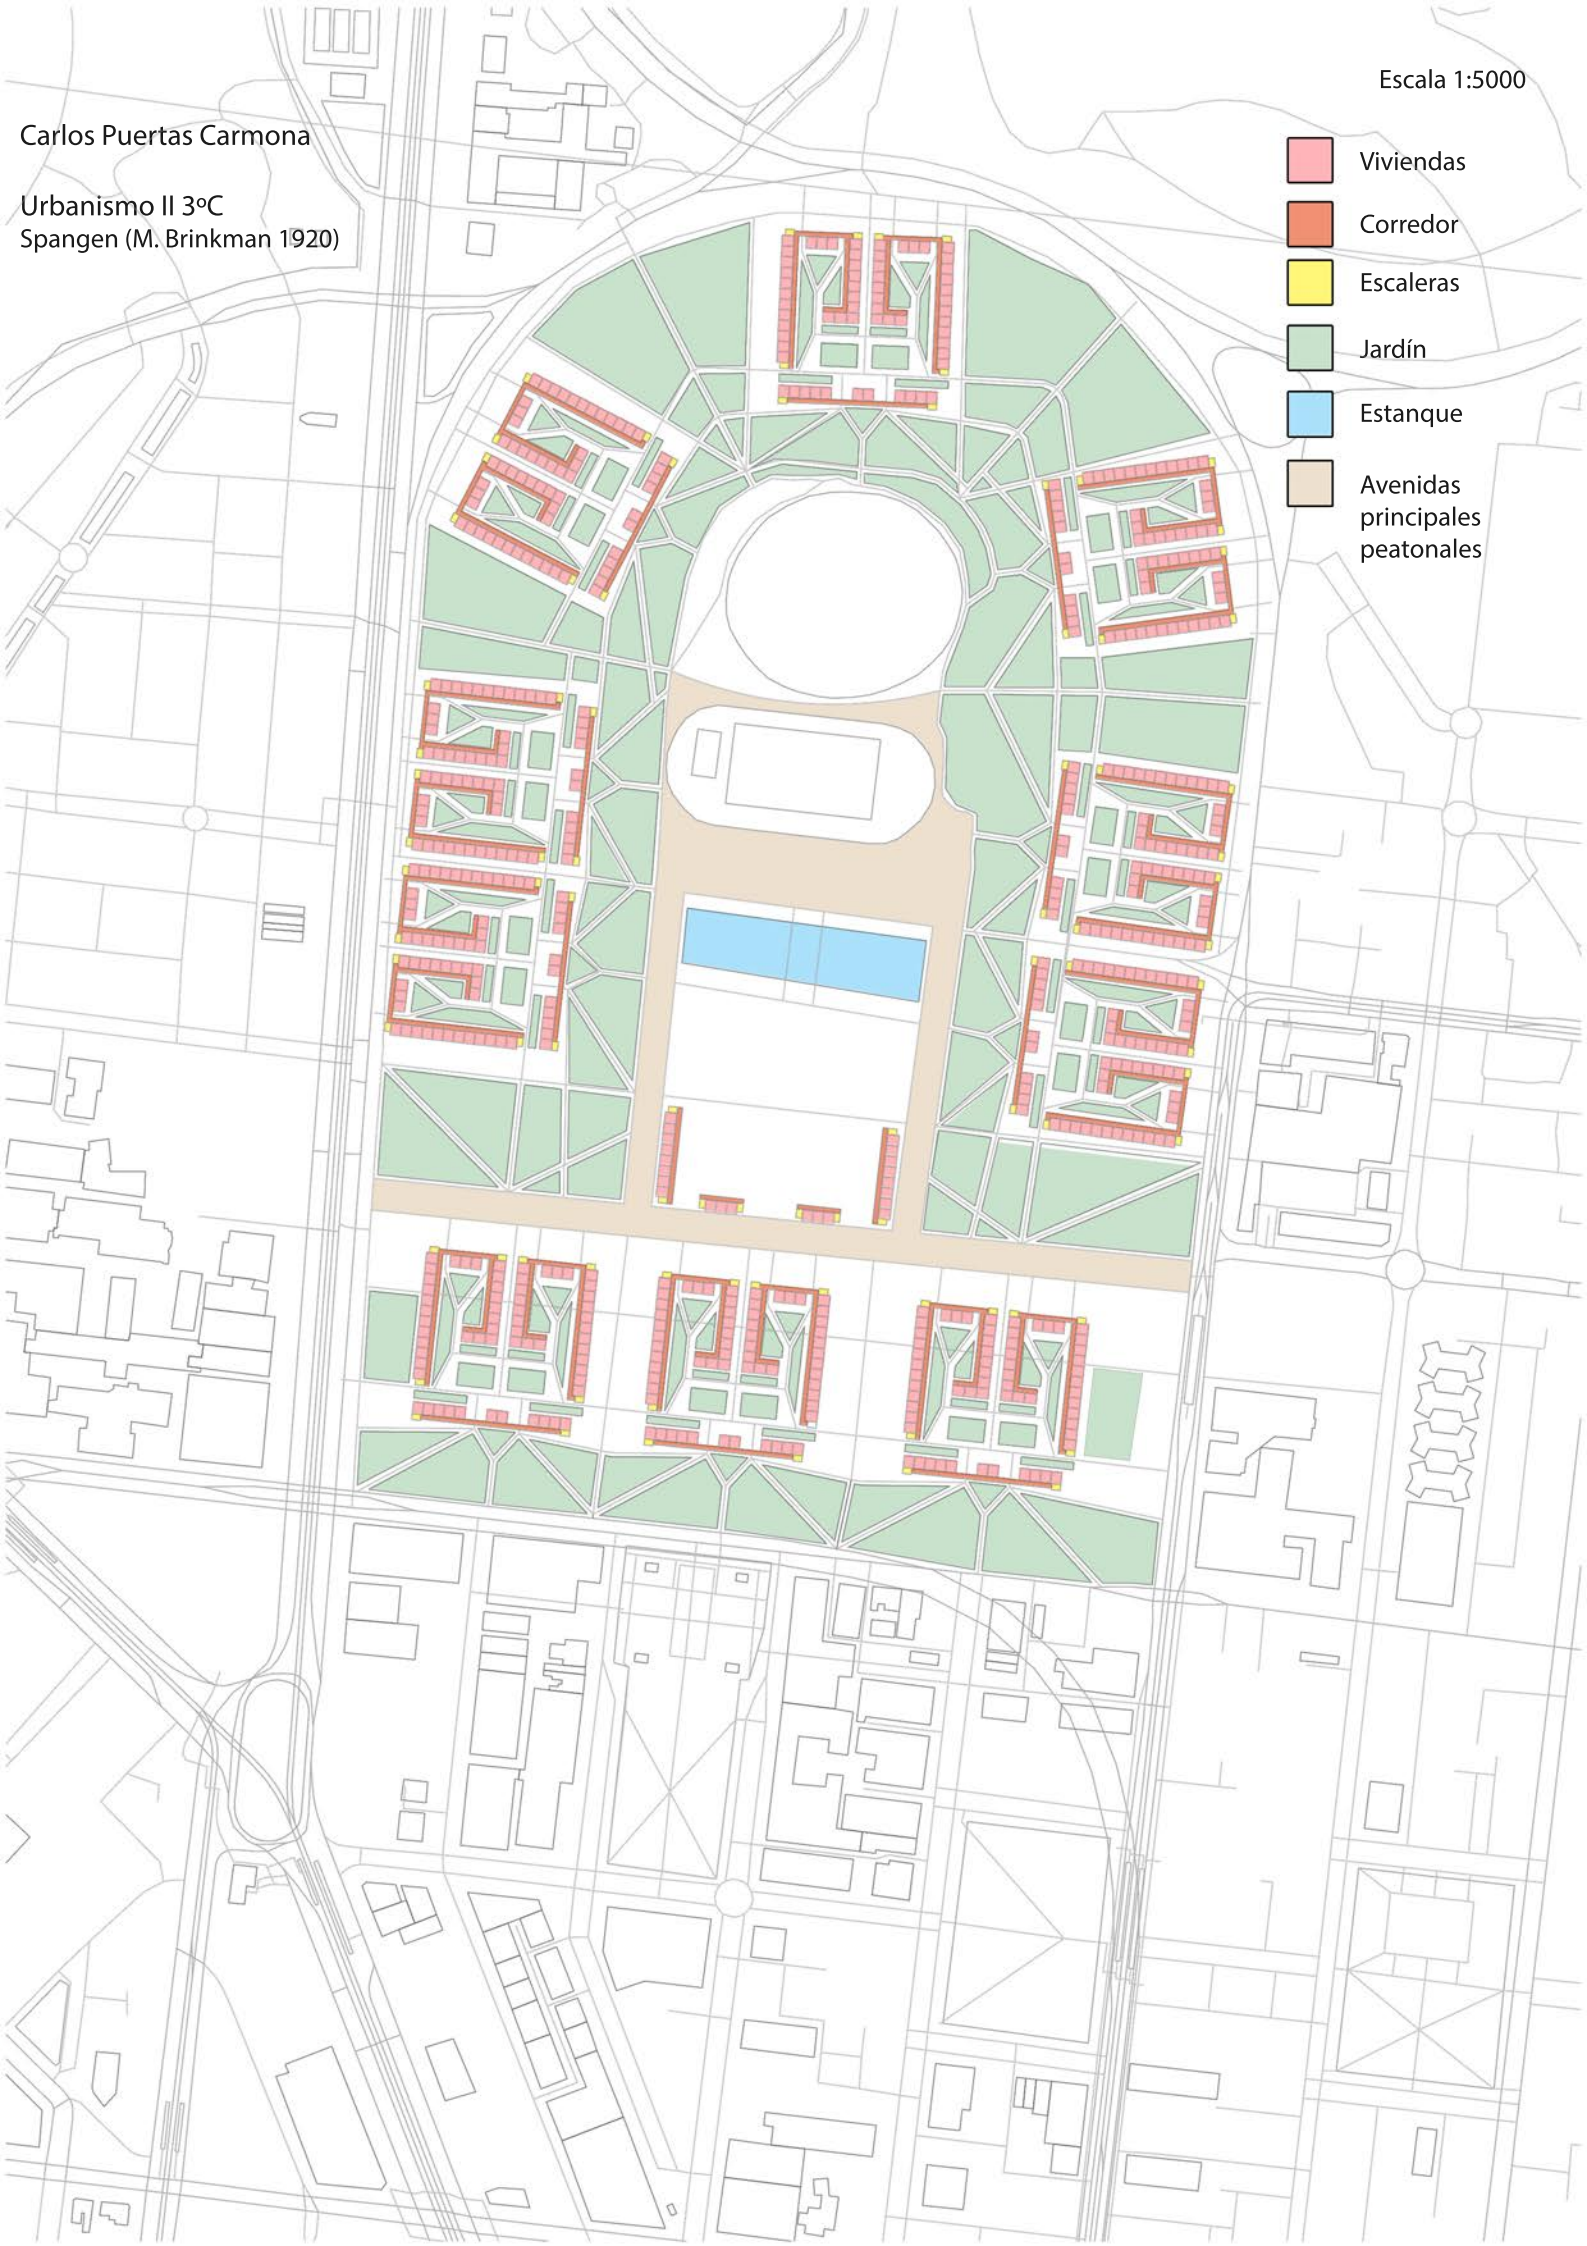 Escala 1:5000
Carlos Puertas Carmona
Urbanismo II 3ºC
Spangen (M. Brinkman 1920)
Viviendas
Corredor
Escaleras
Jardín
Estanque
Avenidas
principales
peatonales